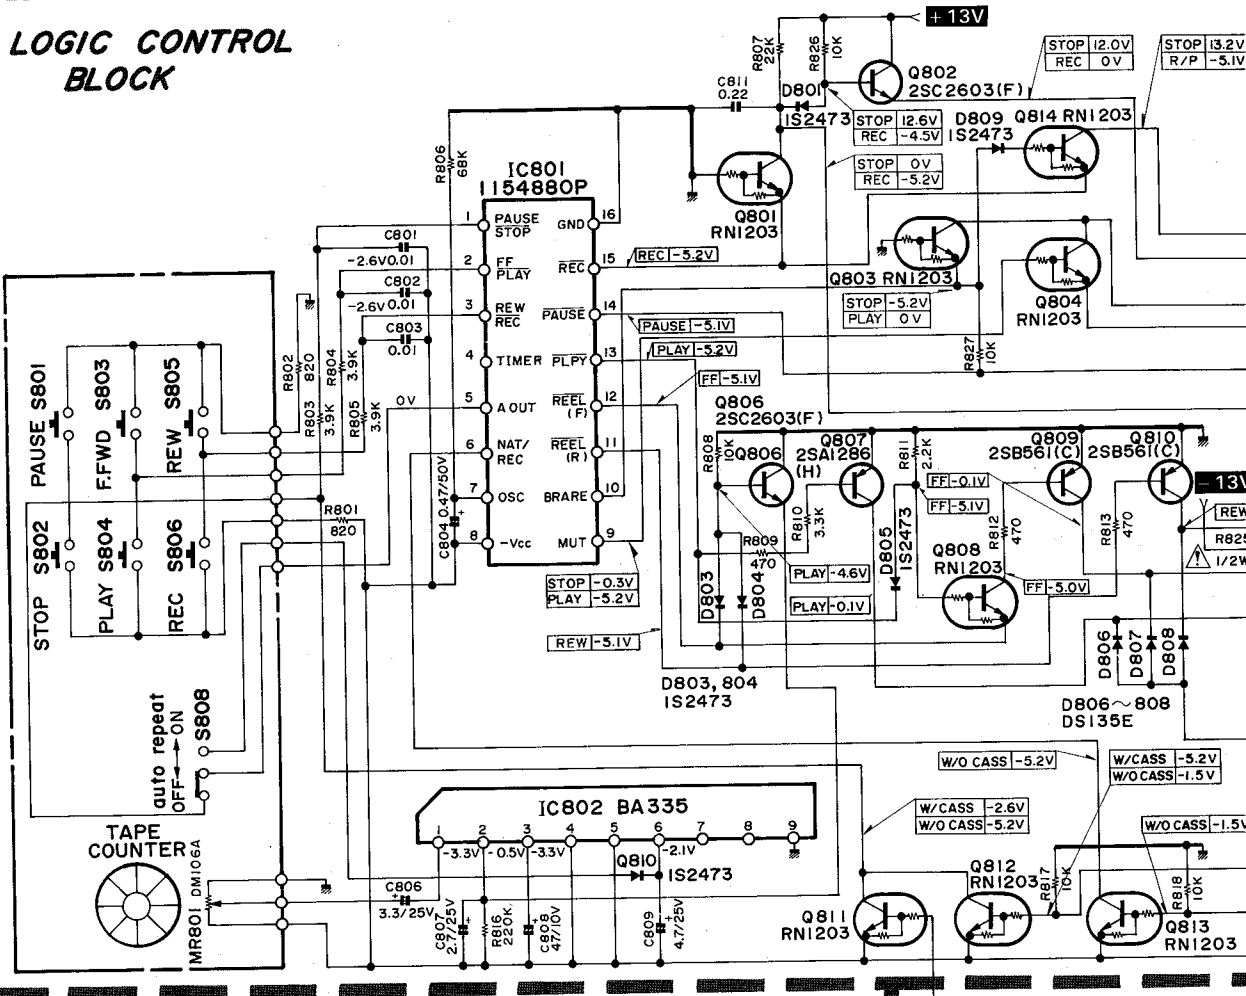 LOGIC CONTROL
BLOCK
+13V
R807
22K
R826
10K
Q802
2SC2603(F)
STOP 12.0V
REC 0V
STOP 13.2V
R/P -5.1V
C811
0.22
D801
1S2473
STOP 12.6V
REC -4.5V
D809
1S2473
Q814 RN1203
STOP 0V
REC -5.2V
R806
68K
IC801
1154880P
Q801
RN1203
1 PAUSE
STOP
2 FF
PLAY
3 REW
REC
4 TIMER
5 A OUT
6 NAT/
REC
7 OSC
8 -Vcc
GND 16
REC 15
PAUSE 14
PLPY 13
REEL 12
(F)
REEL 11
(R)
BRARE 10
MUT 9
C801
-2.6V 0.01
C802
-2.6V 0.01
C803
0.01
0V
REC -5.2V
PAUSE -5.1V
PLAY -5.2V
Q803 RN1203
STOP -5.2V
PLAY 0V
Q804
RN1203
R827
10K
FF -5.1V
R802
820
R803
3.9K
R804
3.9K
R805
3.9K
PAUSE S801
F.FWD S803
REW S805
STOP S802
PLAY S804
REC S806
R801
820
C804 0.47/50V
+
Q806
2SC2603(F)
R808
10K
Q806
Q807
2SA1286
(H)
R811
2.2K
Q809
2SB561(C)
Q810
2SB561(C)
-13V
FF -0.1V
FF -5.1V
REW
R825
1/2W
R810
3.3K
R809
470
D805
1S2473
R812
470
R813
470
Q808
RN1203
FF -5.0V
STOP -0.3V
PLAY -5.2V
PLAY -4.6V
PLAY -0.1V
D803
D804
REW -5.1V
D803, 804
1S2473
D806
D807
D808
D806~808
DS135E
auto repeat
OFF ↔ ON
S808
W/O CASS -5.2V
W/CASS -5.2V
W/O CASS -1.5V
W/CASS -2.6V
W/O CASS -5.2V
W/O CASS -1.5V
IC802 BA335
1 2 3 4 5 6 7 8 9
-3.3V -0.5V -3.3V -2.1V
Q810
1S2473
TAPE
COUNTER
MR801 DM106A
C806
3.3/25V
+
C807
2.7/25V
+
R816
220K
C808
47/10V
+
C809
4.7/25V
+
Q811
RN1203
Q812
RN1203
R817
10K
R818
10K
Q813
RN1203